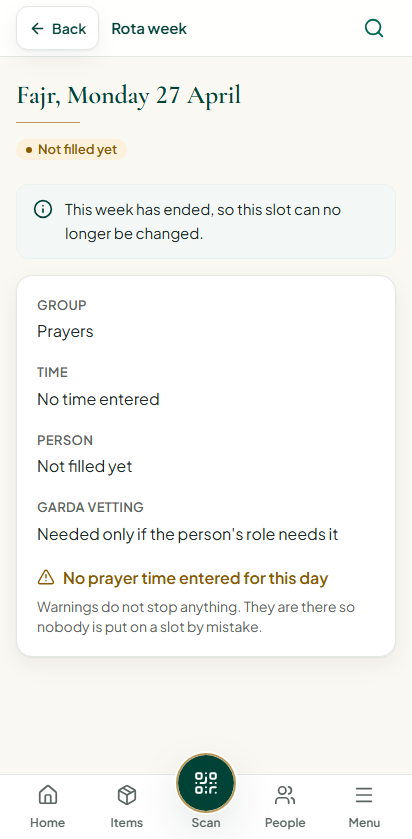 Back
Rota week
Fajr, Monday 27 April
Not filled yet
This week has ended, so this slot can no
longer be changed.
GROUP
Prayers
TIME
No time entered
PERSON
Not filled yet
GARDA VETTING
Needed only if the person's role needs it
No prayer time entered for this day
Warnings do not stop anything. They are there so
nobody is put on a slot by mistake.
Home
Items
Scan
People
Menu